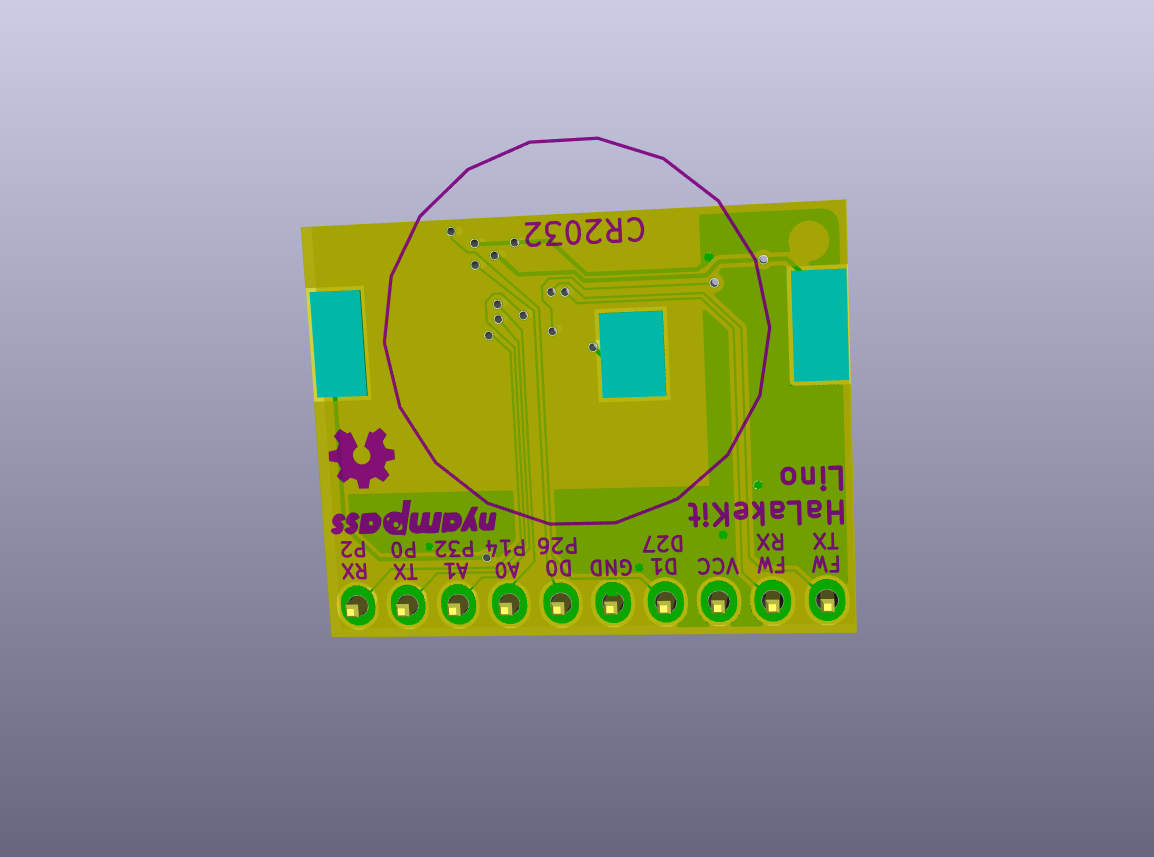 FW FW VCC D1 GND D0 A0 A1 TX RX
TX RX D27 P26 P14 P32 P0 P2
HaLakeKit
nyampass
Lino
CR2032